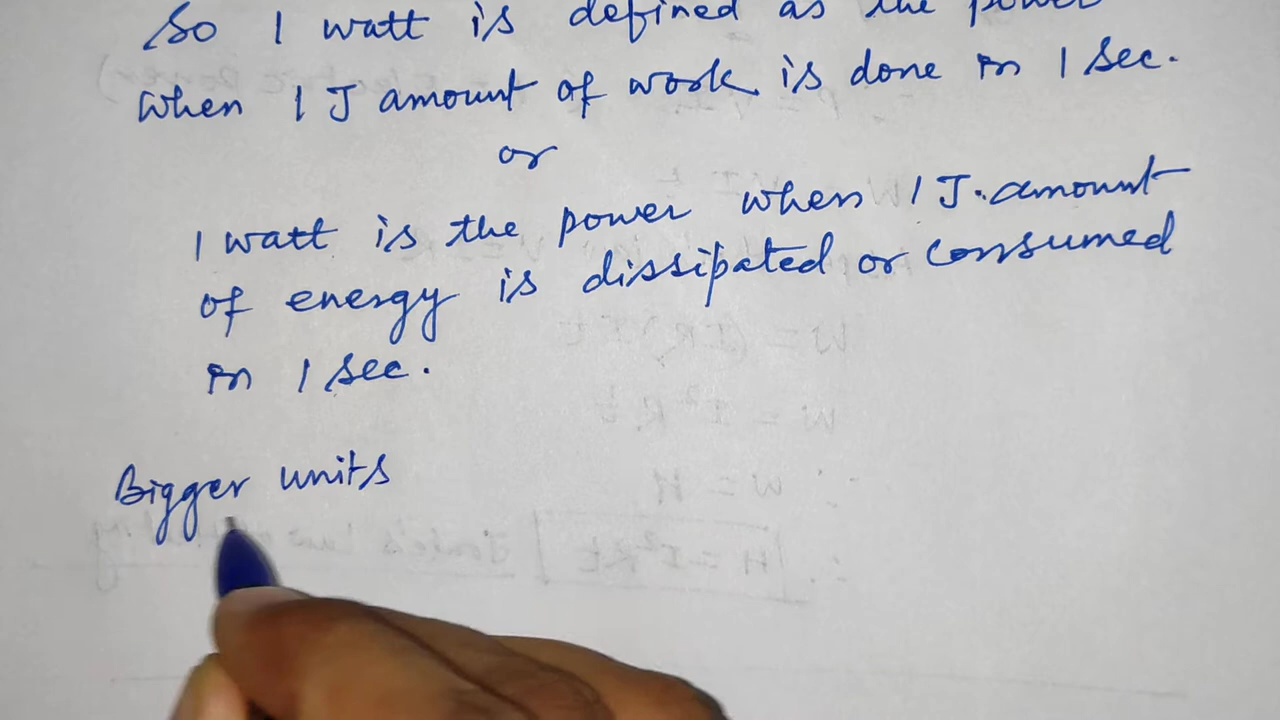 So 1 watt is defined as the power
when 1 J amount of work is done in 1 Sec.
or
1 watt is the power when 1 J. amount
of energy is dissipated or consumed
in 1 Sec.
Bigger units